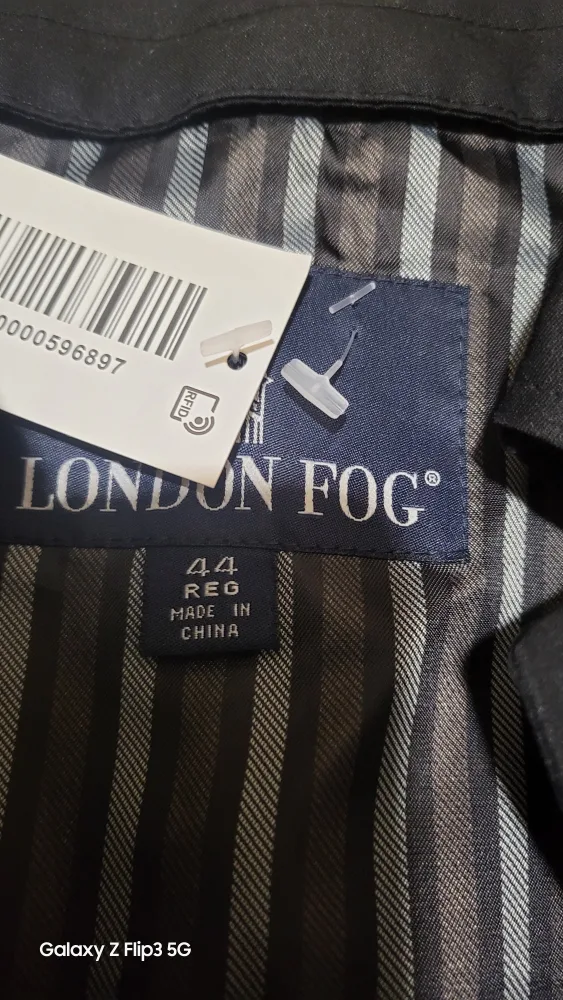 0000596897
RFID
LONDON FOG®
44
REG
MADE IN
CHINA
Galaxy Z Flip3 5G